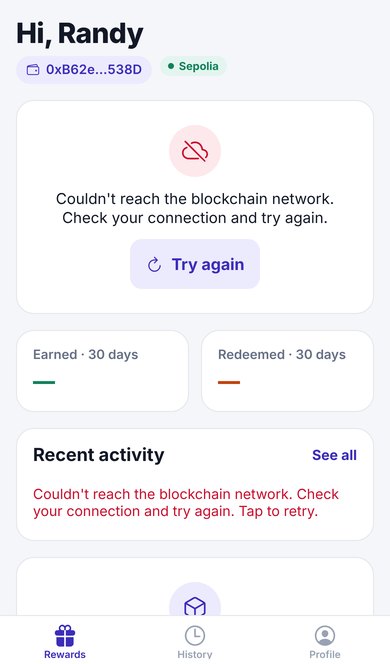 Hi, Randy
0xB62e...538D
Sepolia
Couldn't reach the blockchain network.
Check your connection and try again.
Try again
Earned · 30 days
—
Redeemed · 30 days
—
Recent activity
See all
Couldn't reach the blockchain network. Check
your connection and try again. Tap to retry.
Rewards
History
Profile